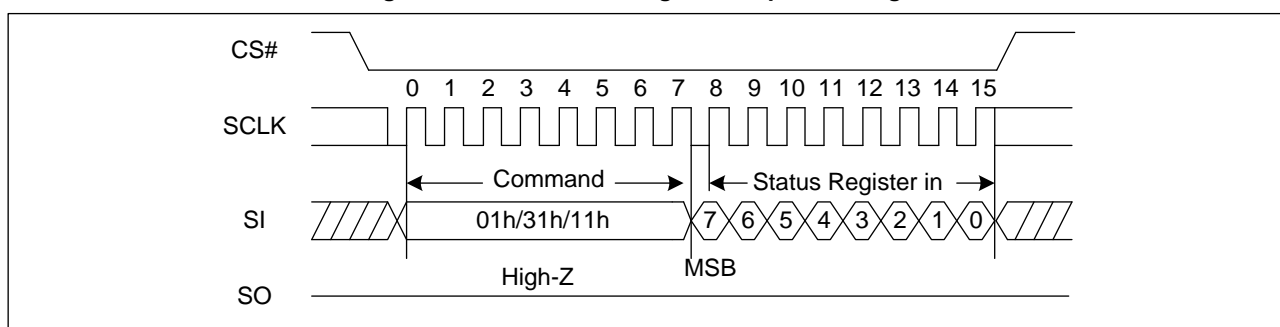 CS#
0 1 2 3 4 5 6 7 8 9 10 11 12 13 14 15
SCLK
Command Status Register in
SI 01h/31h/11h 7 6 5 4 3 2 1 0
High-Z MSB
SO